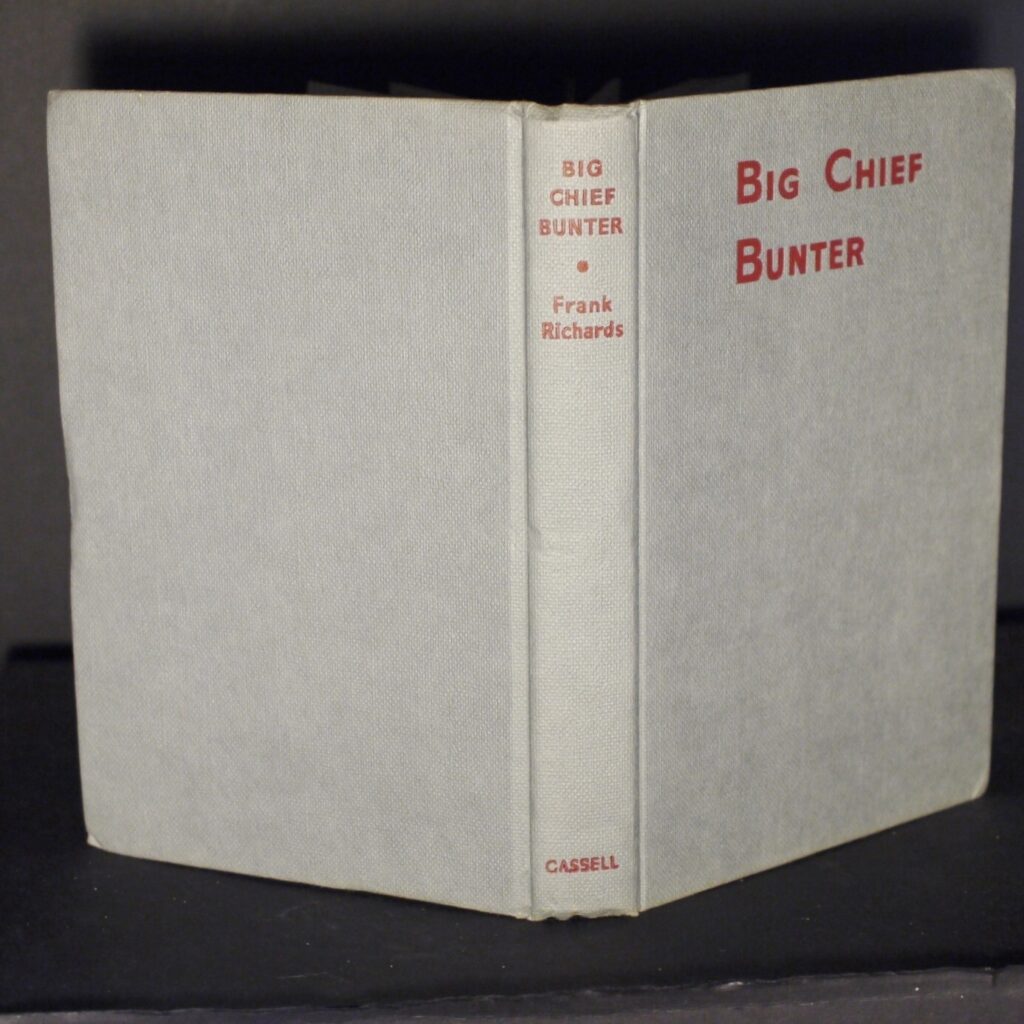 BIG
CHIEF
BUNTER
•
Frank
Richards
CASSELL
BIG CHIEF
BUNTER